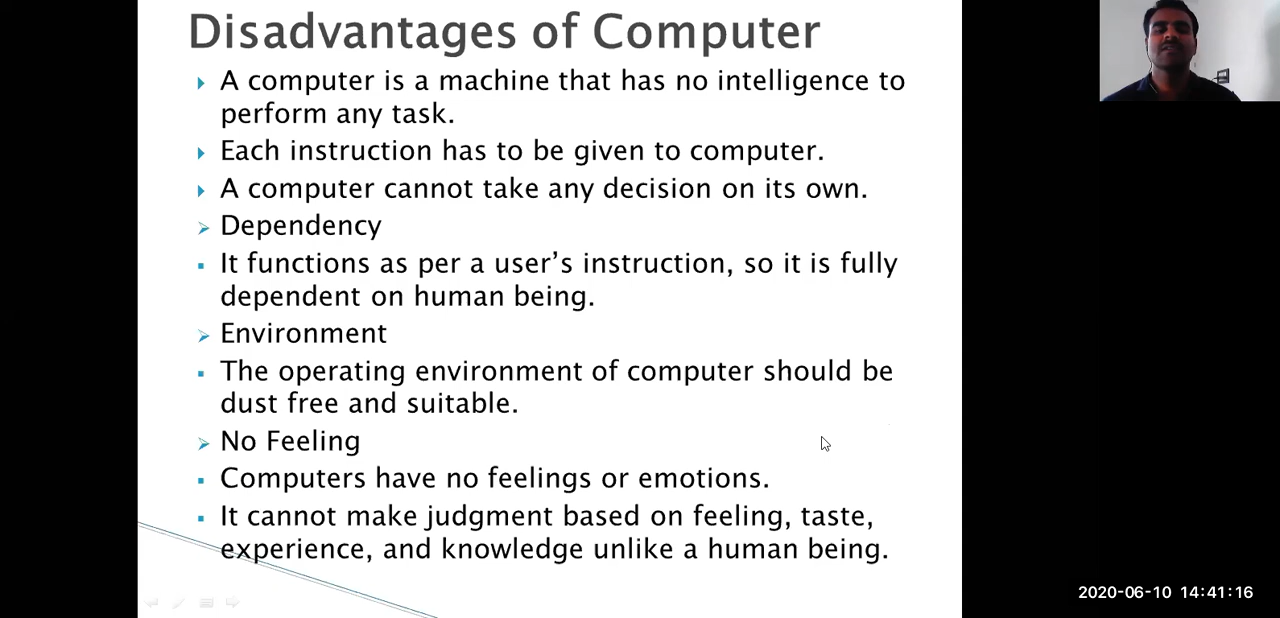 Disadvantages of Computer
A computer is a machine that has no intelligence to
perform any task.
Each instruction has to be given to computer.
A computer cannot take any decision on its own.
Dependency
It functions as per a user’s instruction, so it is fully
dependent on human being.
Environment
The operating environment of computer should be
dust free and suitable.
No Feeling
Computers have no feelings or emotions.
It cannot make judgment based on feeling, taste,
experience, and knowledge unlike a human being.
2020-06-10 14:41:16